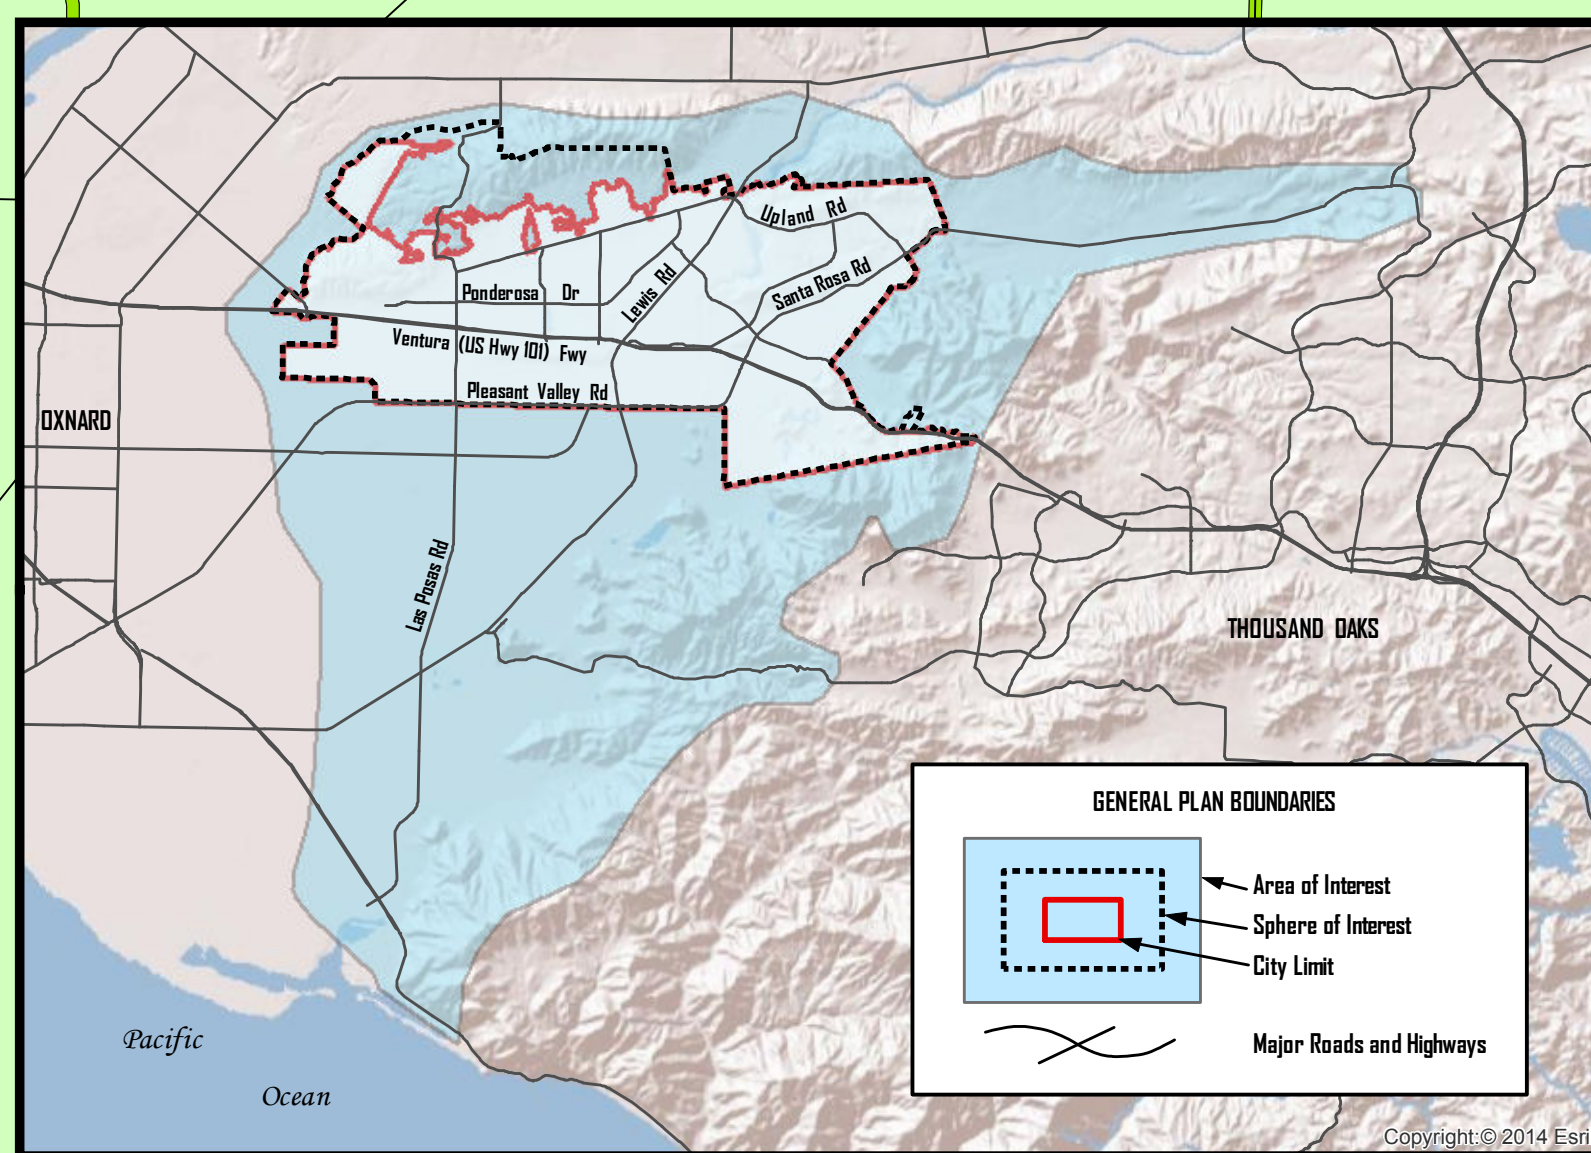 Upland Rd
Santa Rosa Rd
Lewis Rd
Ponderosa Dr
Ventura (US Hwy 101) Fwy
Pleasant Valley Rd
OXNARD
Las Posas Rd
THOUSAND OAKS
GENERAL PLAN BOUNDARIES
Area of Interest
Sphere of Interest
City Limit
Major Roads and Highways
Pacific
Ocean
Copyright:© 2014 Esri